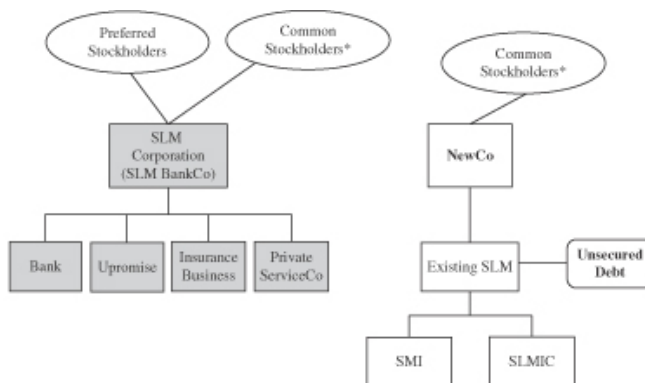 Preferred
Stockholders
Common
Stockholders*
Common
Stockholders*
SLM
Corporation
(SLM BankCo)
NewCo
Bank
Upromise
Insurance
Business
Private
ServiceCo
Existing SLM
Unsecured
Debt
SMI
SLMIC